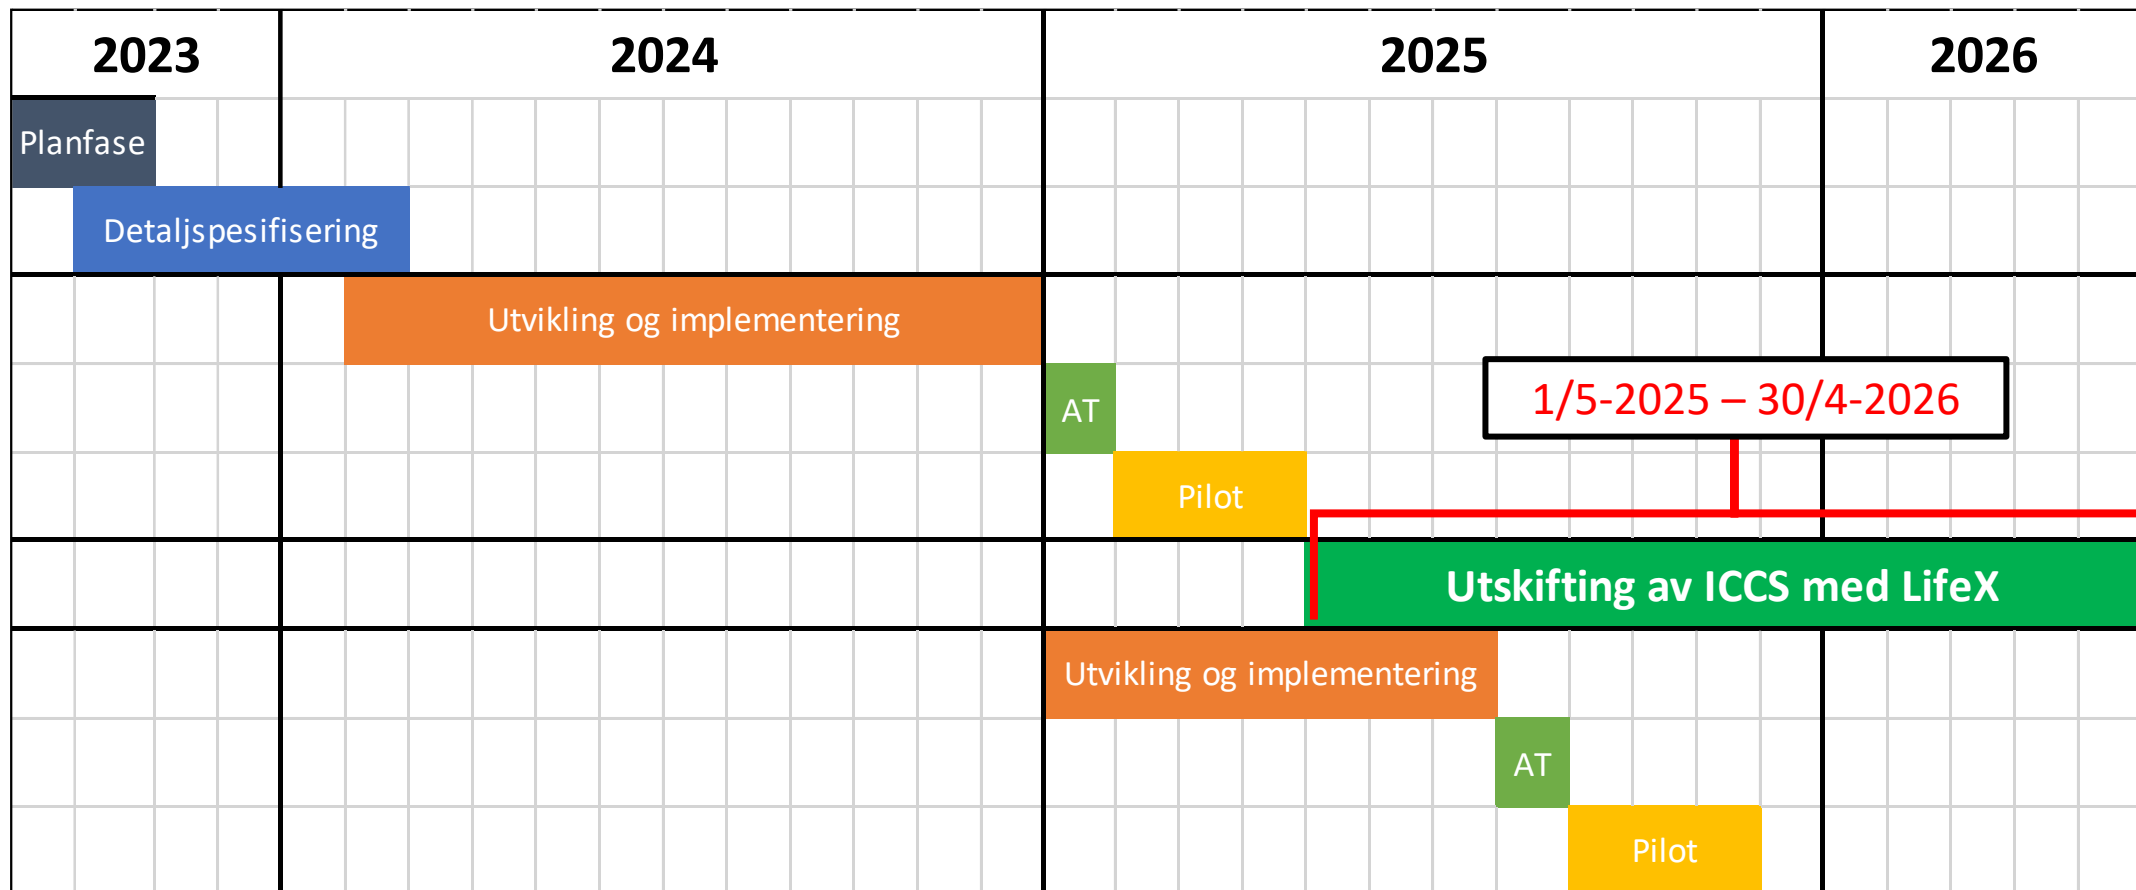 2023 2024 2025 2026
Planfase
Detaljspesifisering
Utvikling og implementering
AT
1/5-2025 – 30/4-2026
Pilot
Utskifting av ICCS med LifeX
Utvikling og implementering
AT
Pilot